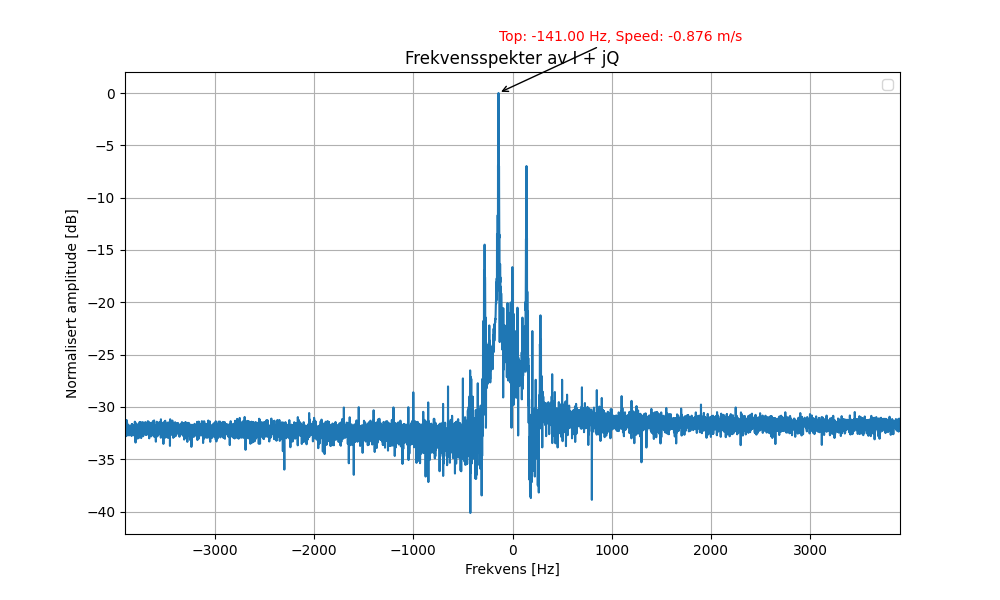 Top: -141.00 Hz, Speed: -0.876 m/s
Frekvensspekter av I + jQ
Normalisert amplitude [dB]
0
−5
−10
−15
−20
−25
−30
−35
−40
−3000 −2000 −1000 0 1000 2000 3000
Frekvens [Hz]